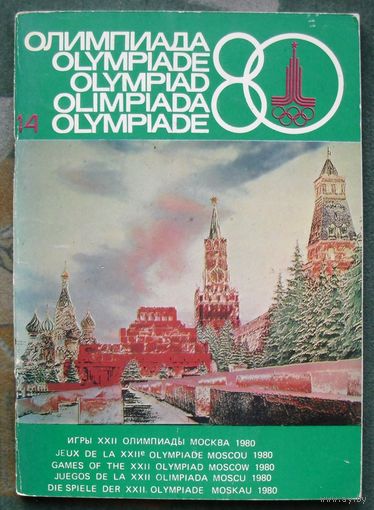 ОЛИМПИАДА
OLYMPIADE
OLYMPIAD
OLIMPIADA
14 OLYMPIADE
80
ИГРЫ XXII ОЛИМПИАДЫ МОСКВА 1980
JEUX DE LA XXIIe OLYMPIADE MOSCOU 1980
GAMES OF THE XXII OLYMPIAD MOSCOW 1980
JUEGOS DE LA XXII OLIMPIADA MOSCU 1980
DIE SPIELE DER XXII. OLYMPIADE MOSKAU 1980